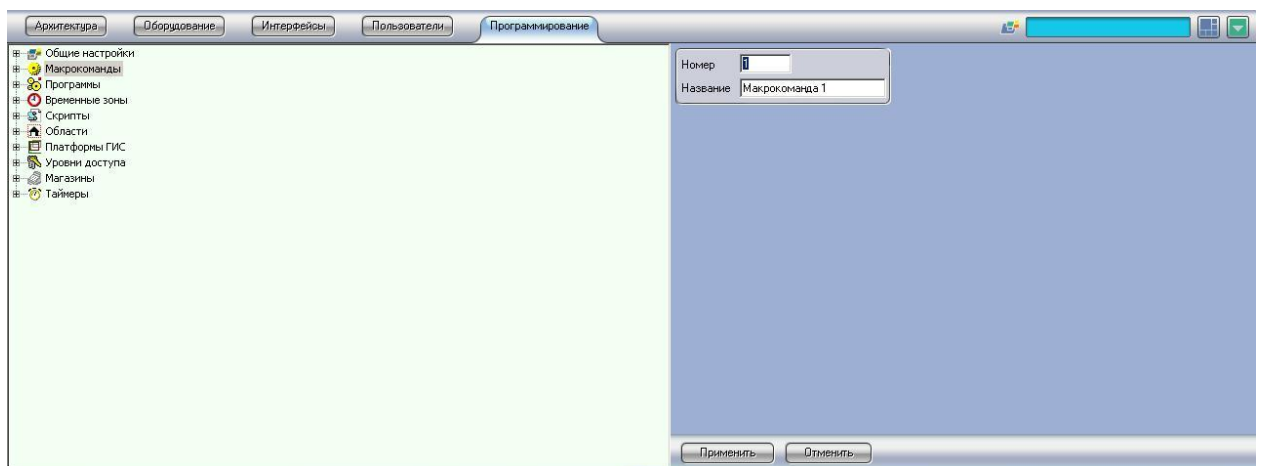 Архитектура Оборудование Интерфейсы Пользователи Программирование
Общие настройки
Макрокоманды
Программы
Временные зоны
Скрипты
Области
Платформы ГИС
Уровни доступа
Магазины
Таймеры
Номер 1
Название Макрокоманда 1
Применить Отменить